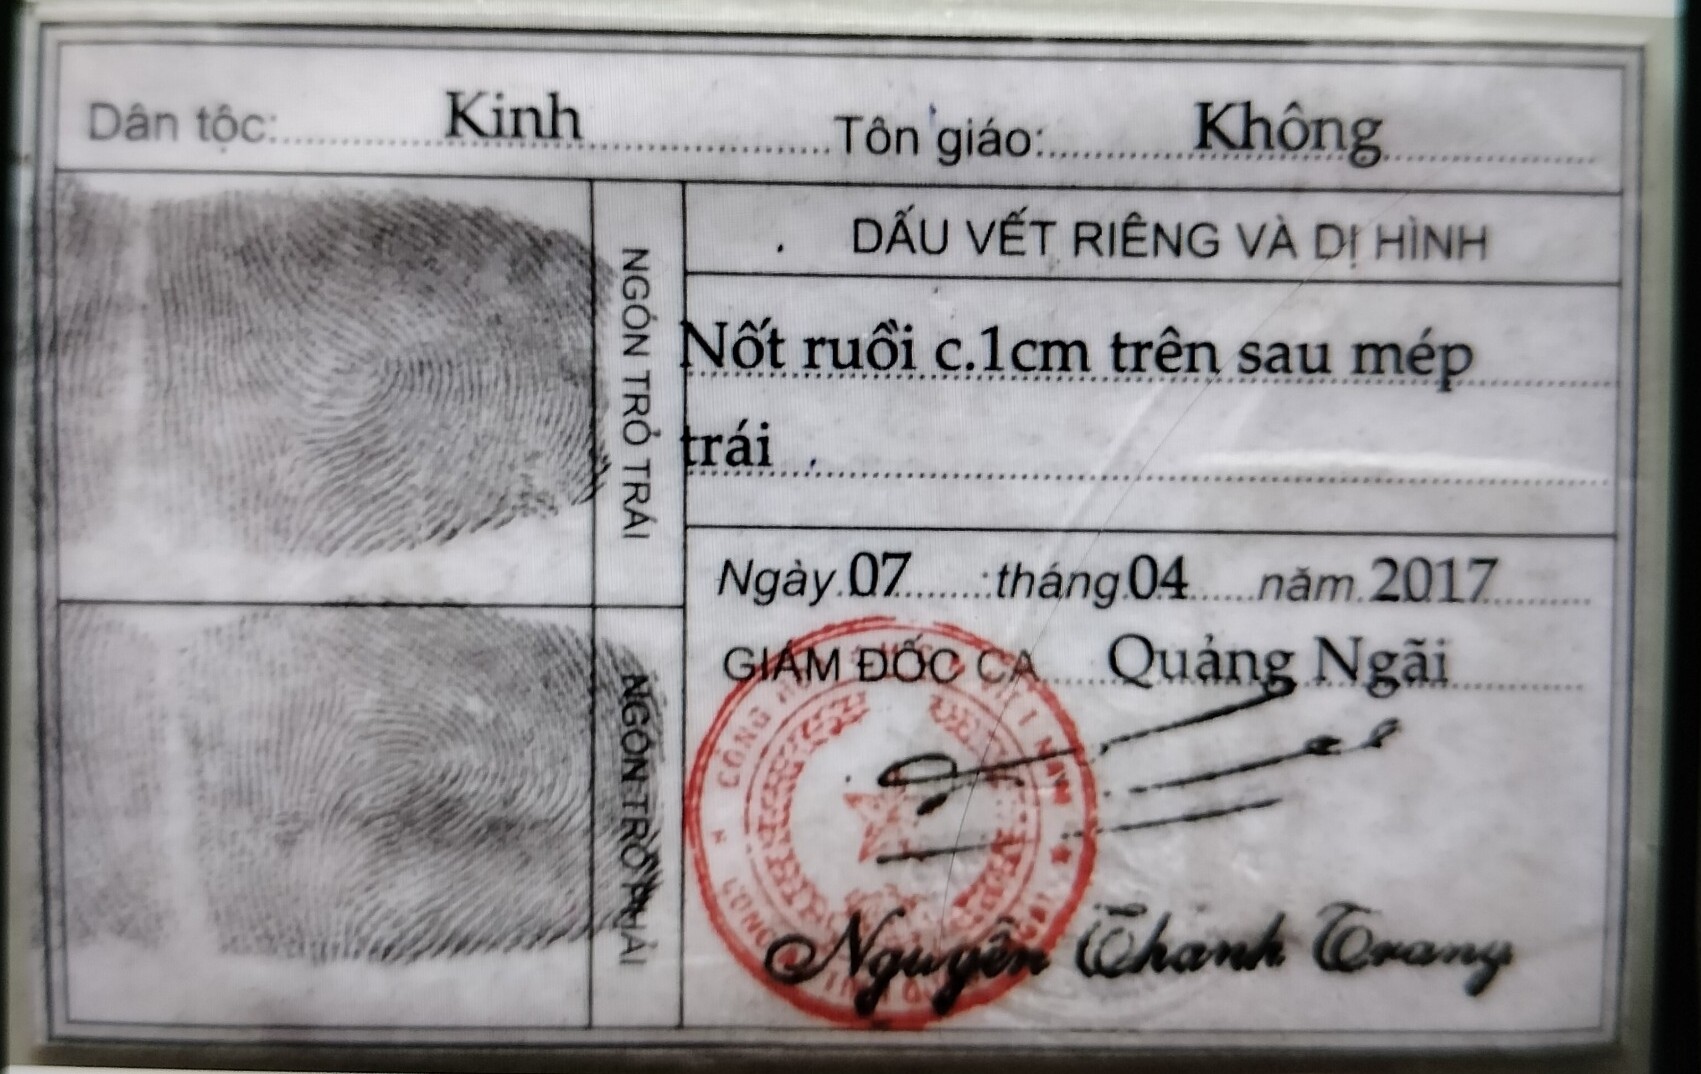 Dân tộc: Kinh Tôn giáo: Không
NGÓN TRỎ TRÁI
DẤU VẾT RIÊNG VÀ DỊ HÌNH
Nốt ruồi c.1cm trên sau mép
trái
Ngày 07 tháng 04 năm 2017
GIÁM ĐỐC CA Quảng Ngãi
NGÓN TRỎ PHẢI
Nguyễn Thanh Trang